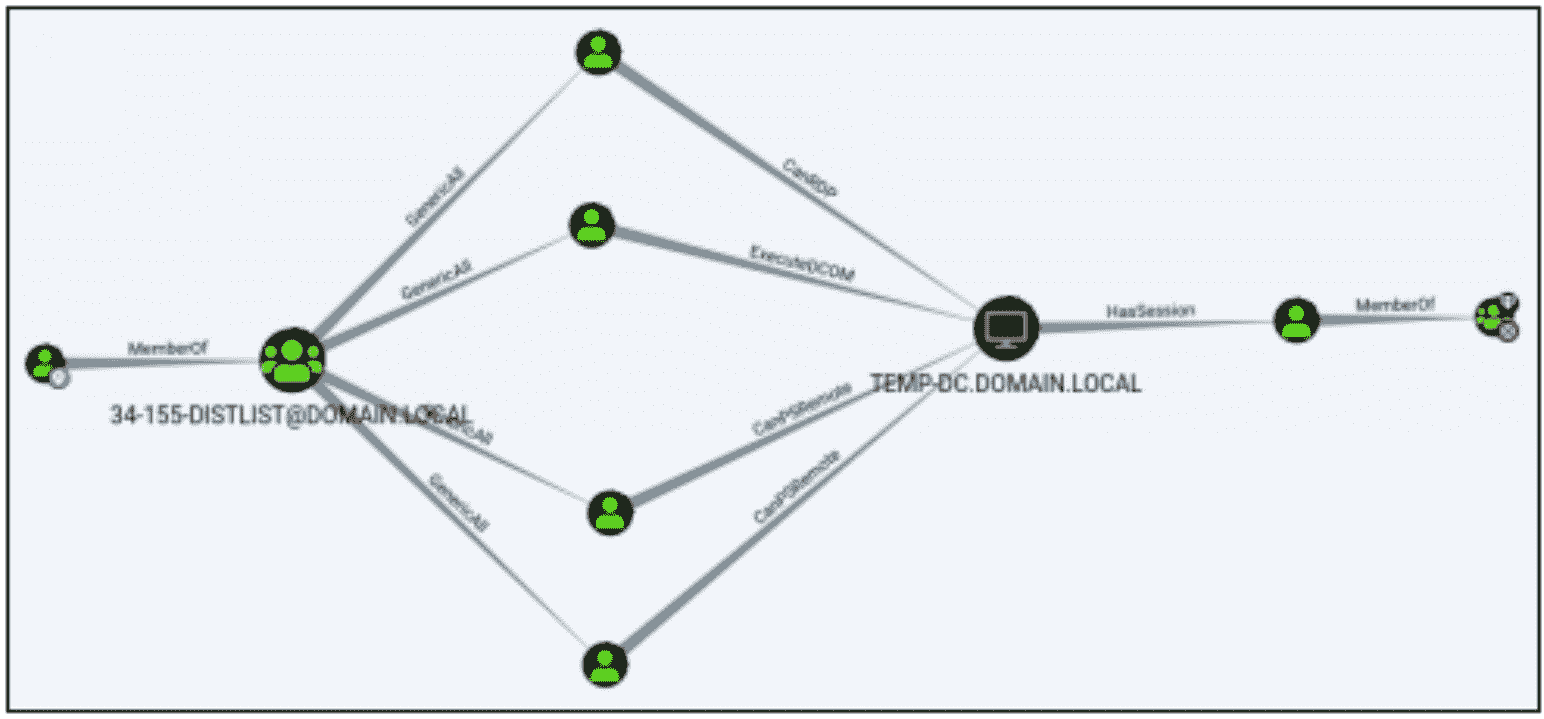 GenericAll
CanRDP
GenericAll
ExecuteDCOM
MemberOf
HasSession
MemberOf
34-155-DISTLIST@DOMAIN.LOCAL
TEMP-DC.DOMAIN.LOCAL
CanPSRemote
GenericAll
CanPSRemote